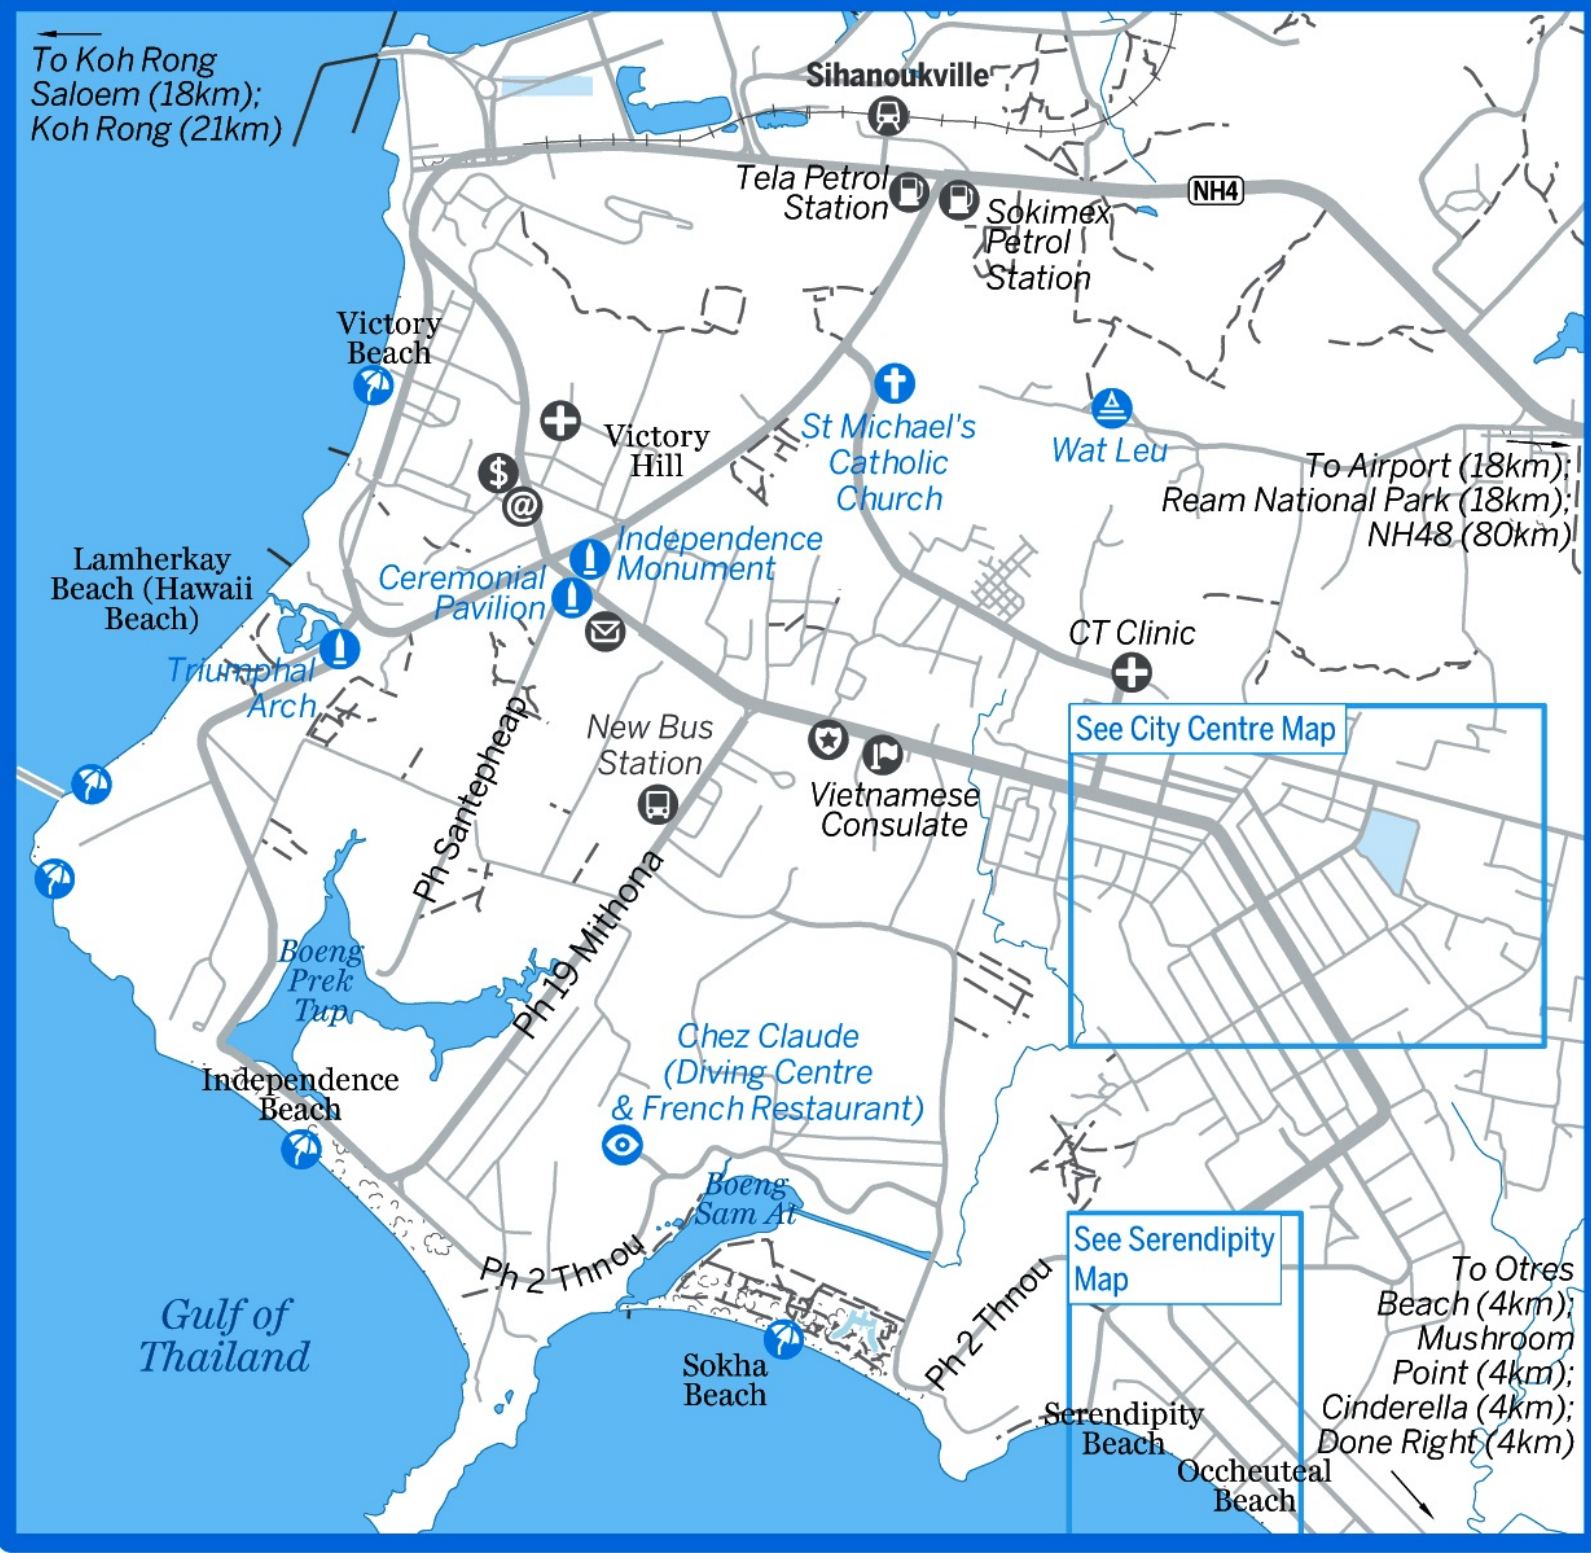 To Koh Rong
Saloem (18km);
Koh Rong (21km)
Sihanoukville
Tela Petrol
Station
NH4
Sokimex
Petrol
Station
Victory
Beach
St Michael's
Catholic
Church
Wat Leu
Victory
Hill
$
@
To Airport (18km);
Ream National Park (18km);
NH48 (80km)
Independence
Monument
Lamherkay
Beach (Hawaii
Beach)
Ceremonial
Pavilion
CT Clinic
Triumphal
Arch
New Bus
Station
See City Centre Map
Ph Santepheap
Vietnamese
Consulate
Ph 19 Mithona
Boeng
Prek
Tup
Chez Claude
(Diving Centre
& French Restaurant)
Independence
Beach
Boeng
Sam At
Ph 2 Thnou
See Serendipity
Map
Ph 2 Thnou
To Otres
Beach (4km);
Mushroom
Point (4km);
Cinderella (4km);
Done Right (4km)
Gulf of
Thailand
Sokha
Beach
Serendipity
Beach
Occheuteal
Beach